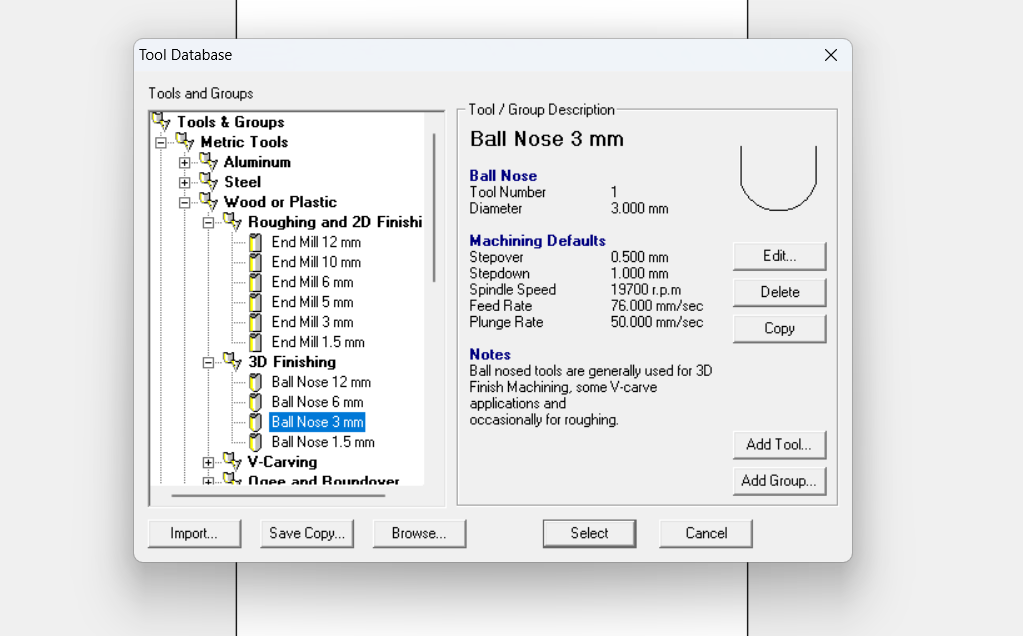 Tool Database
Tools and Groups
Tools & Groups
Metric Tools
Aluminum
Steel
Wood or Plastic
Roughing and 2D Finishi
End Mill 12 mm
End Mill 10 mm
End Mill 6 mm
End Mill 5 mm
End Mill 3 mm
End Mill 1.5 mm
3D Finishing
Ball Nose 12 mm
Ball Nose 6 mm
Ball Nose 3 mm
Ball Nose 1.5 mm
V-Carving
Ogee and Roundover
Tool / Group Description
Ball Nose 3 mm
Ball Nose
Tool Number 1
Diameter 3.000 mm
Machining Defaults
Stepover 0.500 mm
Stepdown 1.000 mm
Spindle Speed 19700 r.p.m
Feed Rate 76.000 mm/sec
Plunge Rate 50.000 mm/sec
Notes
Ball nosed tools are generally used for 3D
Finish Machining, some V-carve
applications and
occasionally for roughing.
Edit...
Delete
Copy
Add Tool...
Add Group...
Import...
Save Copy...
Browse...
Select
Cancel